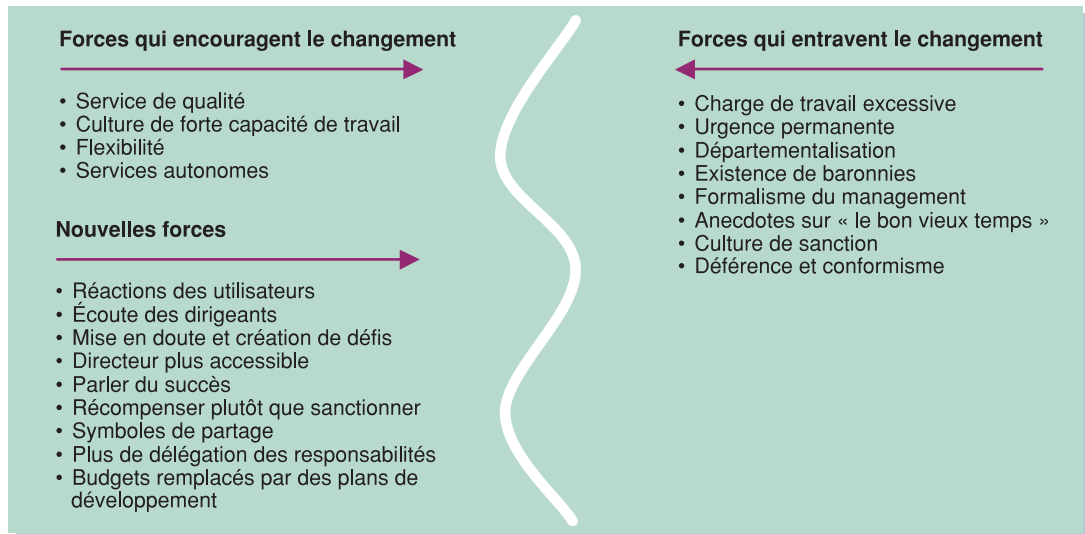 Forces qui encouragent le changement
• Service de qualité
• Culture de forte capacité de travail
• Flexibilité
• Services autonomes
Nouvelles forces
• Réactions des utilisateurs
• Écoute des dirigeants
• Mise en doute et création de défis
• Directeur plus accessible
• Parler du succès
• Récompenser plutôt que sanctionner
• Symboles de partage
• Plus de délégation des responsabilités
• Budgets remplacés par des plans de
développement
Forces qui entravent le changement
• Charge de travail excessive
• Urgence permanente
• Départementalisation
• Existence de baronnies
• Formalisme du management
• Anecdotes sur « le bon vieux temps »
• Culture de sanction
• Déférence et conformisme